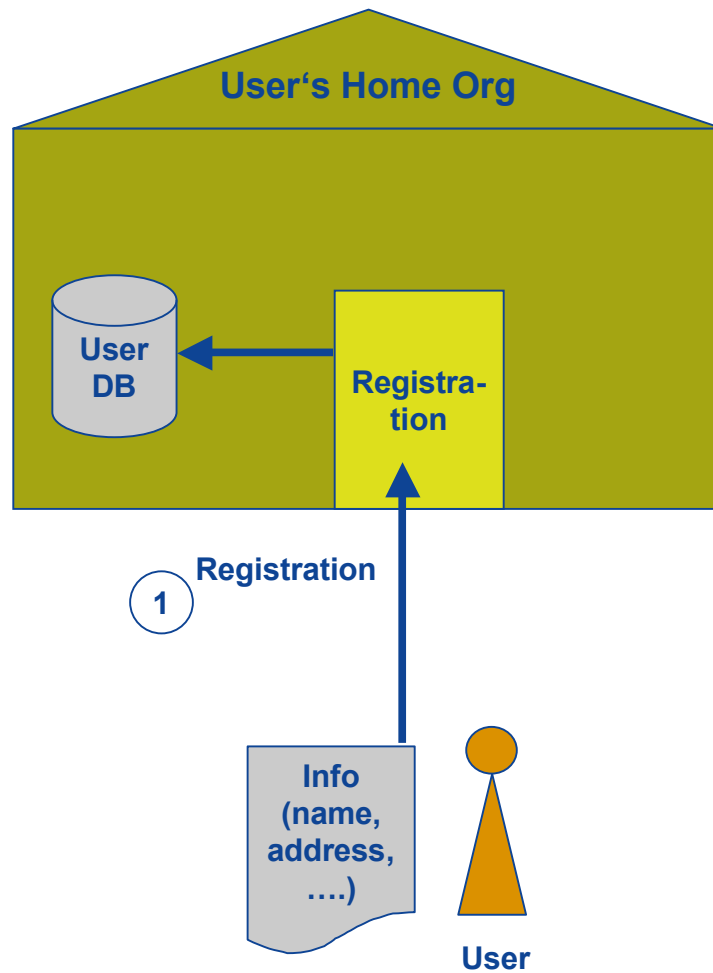 User‘s Home Org
User
DB
Registra-
tion
Registration
1
Info
(name,
address,
....)
User